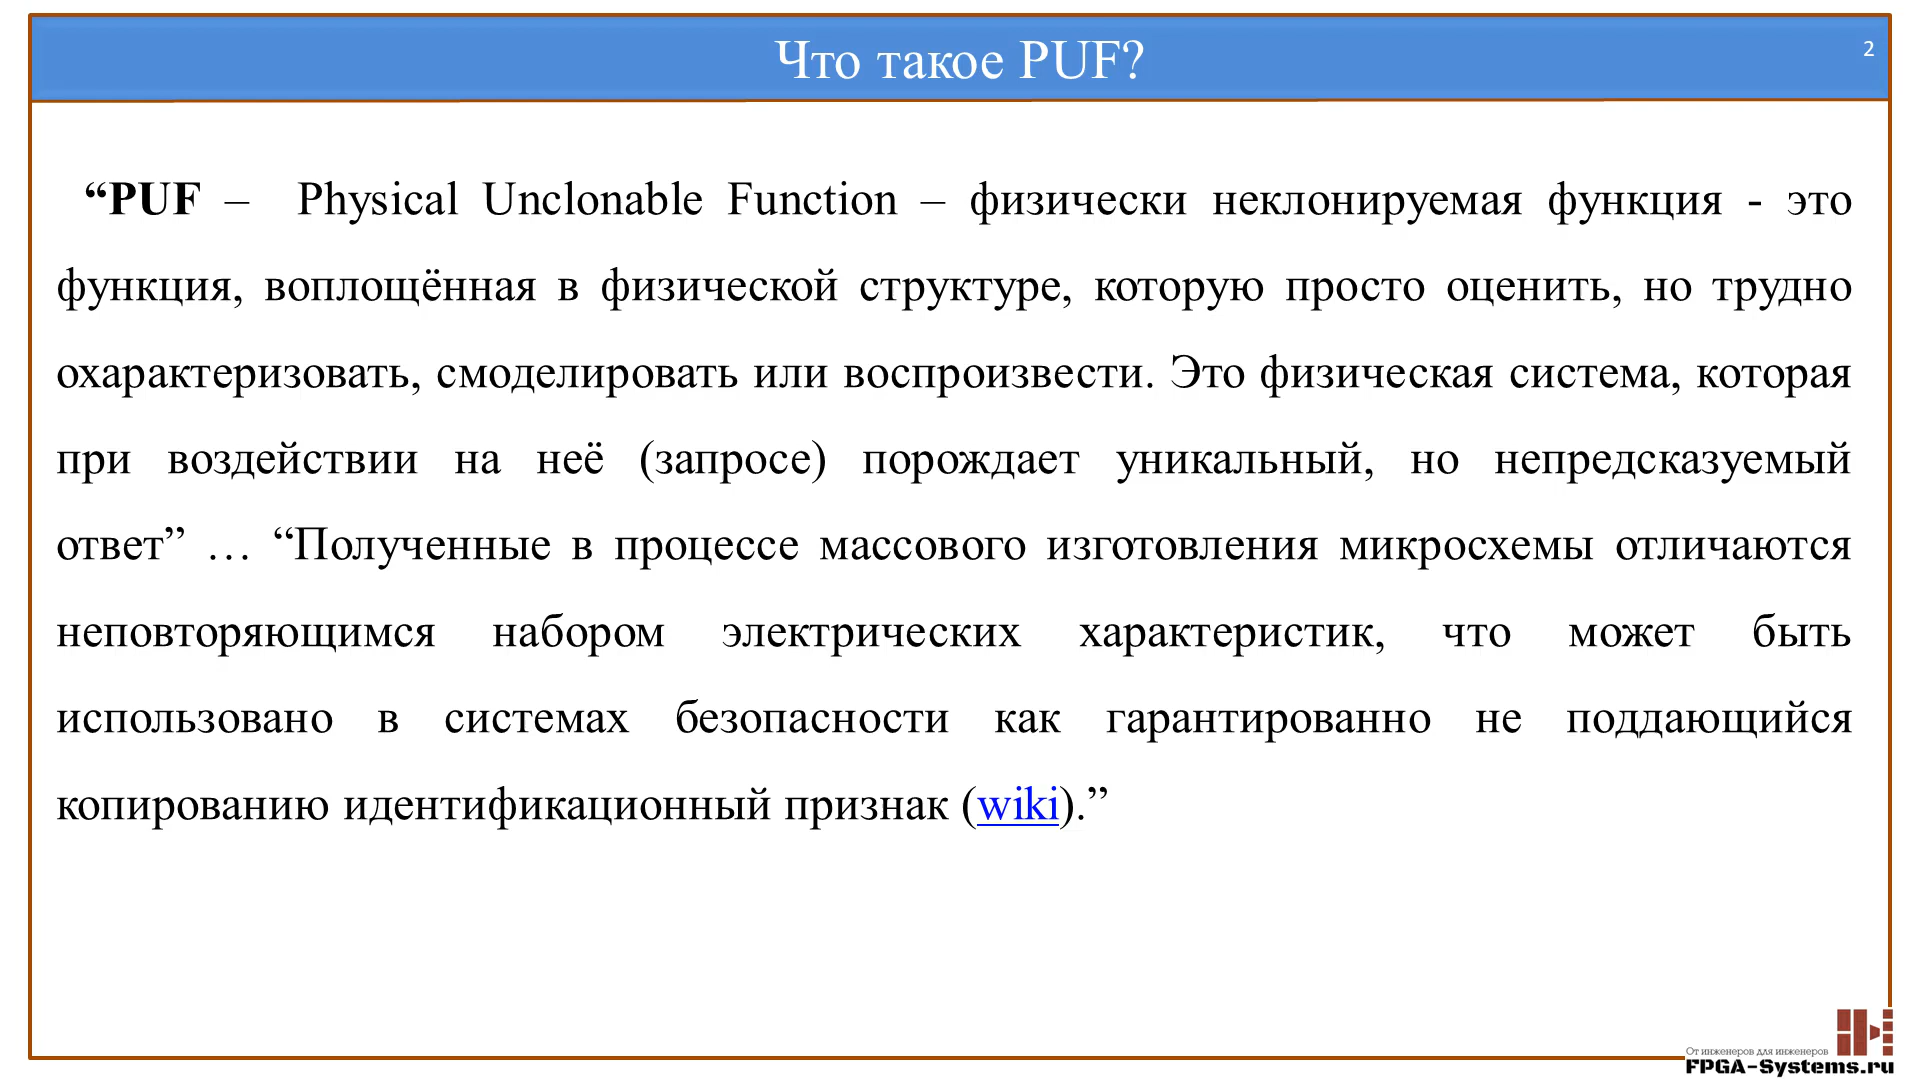 Что такое PUF?
2
“PUF – Physical Unclonable Function – физически неклонируемая функция - это
функция, воплощённая в физической структуре, которую просто оценить, но трудно
охарактеризовать, смоделировать или воспроизвести. Это физическая система, которая
при воздействии на неё (запросе) порождает уникальный, но непредсказуемый
ответ” … “Полученные в процессе массового изготовления микросхемы отличаются
неповторяющимся набором электрических характеристик, что может быть
использовано в системах безопасности как гарантированно не поддающийся
копированию идентификационный признак (wiki).”
От инженеров для инженеров
FPGA-Systems.ru